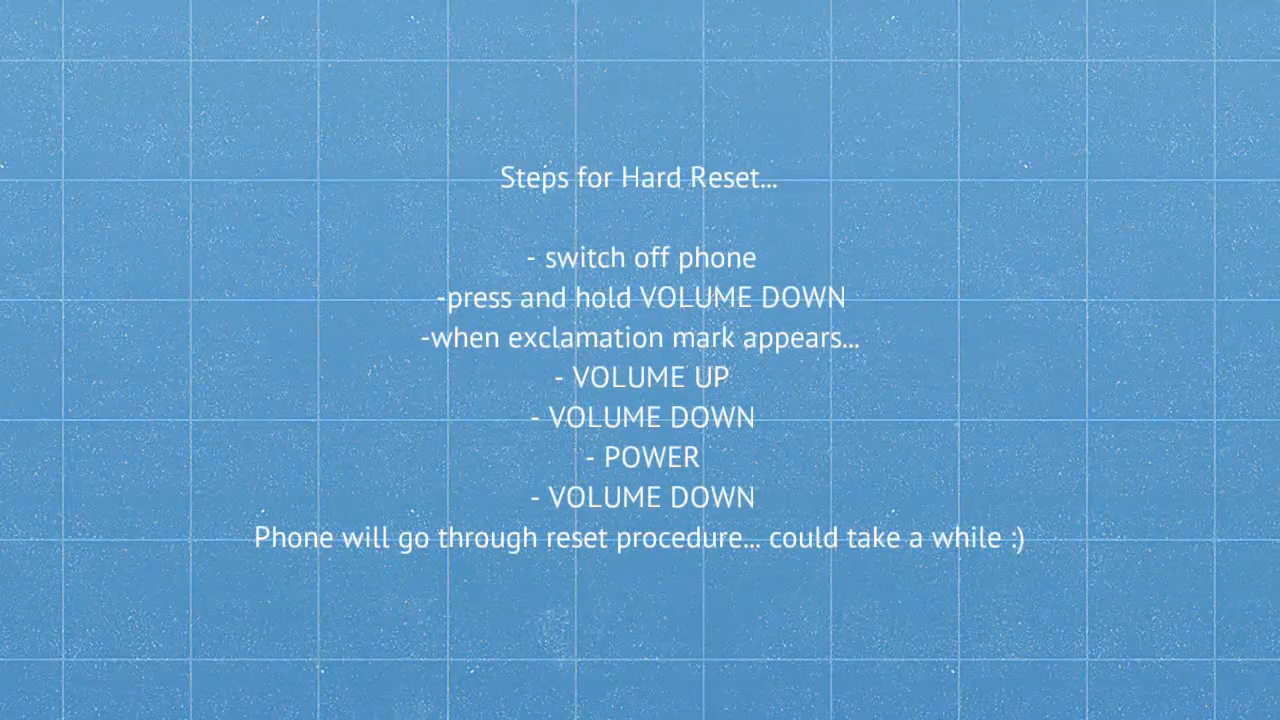 Steps for Hard Reset...
- switch off phone
-press and hold VOLUME DOWN
-when exclamation mark appears...
- VOLUME UP
- VOLUME DOWN
- POWER
- VOLUME DOWN
Phone will go through reset procedure... could take a while :)